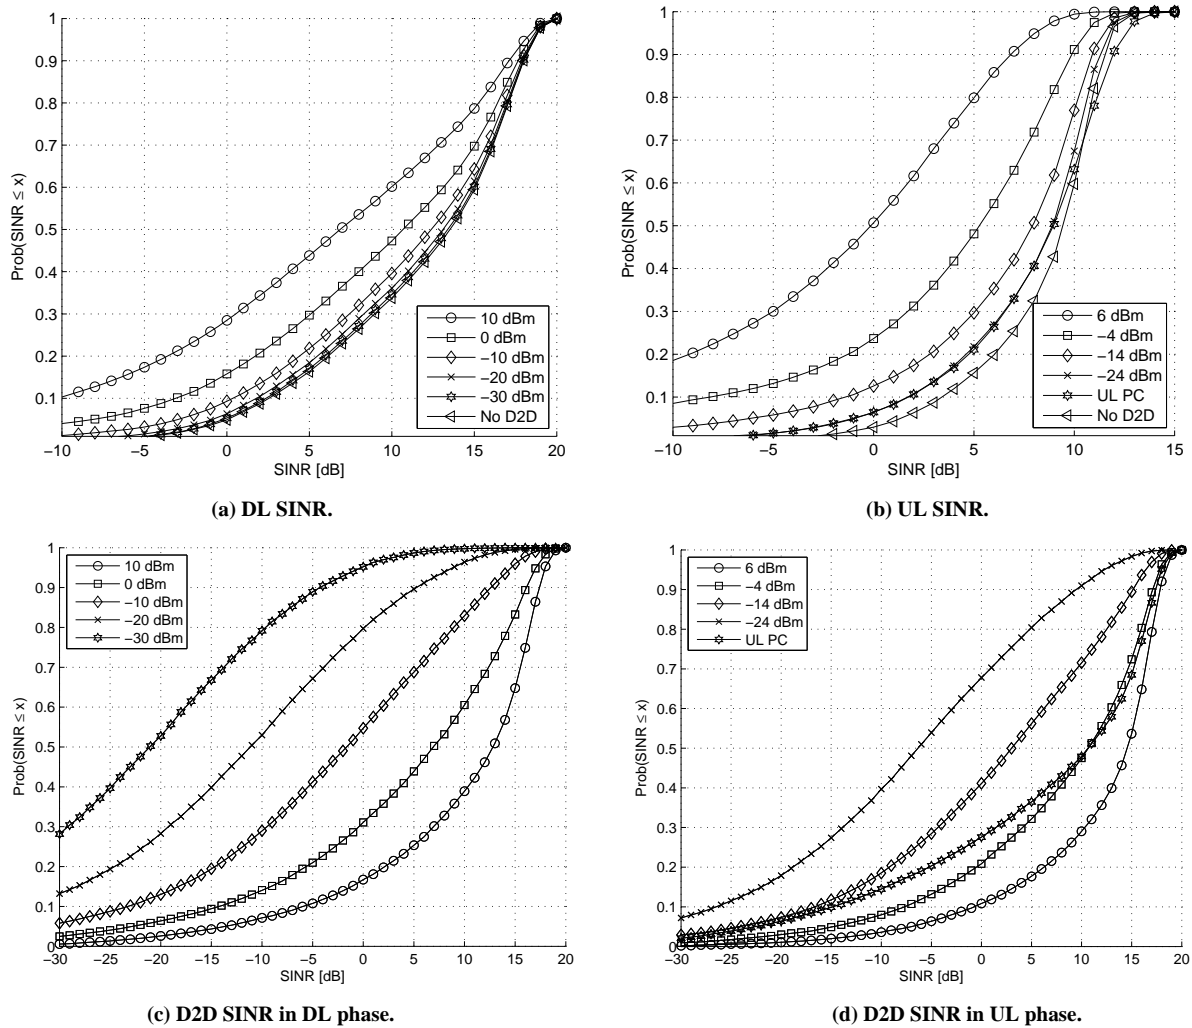 1
0.9
0.8
0.7
0.6
0.5
0.4
0.3
0.2
0.1
Prob(SINR ≤ x)
−10 −5 0 5 10 15 20
SINR [dB]
10 dBm
0 dBm
−10 dBm
−20 dBm
−30 dBm
No D2D
(a) DL SINR.
1
0.9
0.8
0.7
0.6
0.5
0.4
0.3
0.2
0.1
Prob(SINR ≤ x)
−10 −5 0 5 10 15
SINR [dB]
6 dBm
−4 dBm
−14 dBm
−24 dBm
UL PC
No D2D
(b) UL SINR.
1
0.9
0.8
0.7
0.6
0.5
0.4
0.3
0.2
0.1
0
Prob(SINR ≤ x)
−30 −25 −20 −15 −10 −5 0 5 10 15 20
SINR [dB]
10 dBm
0 dBm
−10 dBm
−20 dBm
−30 dBm
(c) D2D SINR in DL phase.
1
0.9
0.8
0.7
0.6
0.5
0.4
0.3
0.2
0.1
0
Prob(SINR ≤ x)
−30 −25 −20 −15 −10 −5 0 5 10 15 20
SINR [dB]
6 dBm
−4 dBm
−14 dBm
−24 dBm
UL PC
(d) D2D SINR in UL phase.